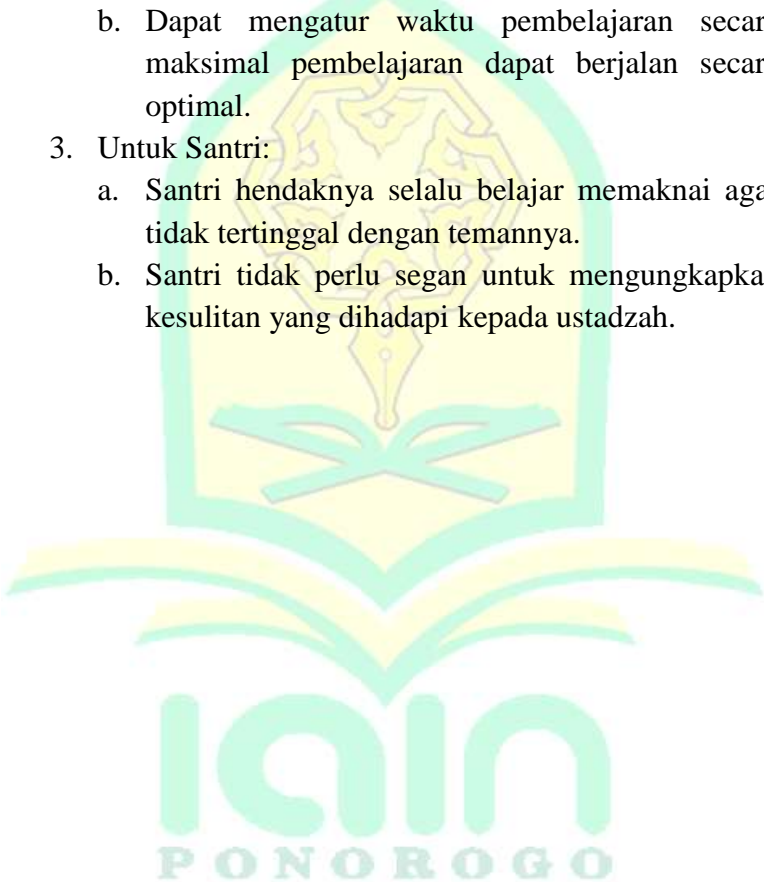 b. Dapat mengatur waktu pembelajaran secar
maksimal pembelajaran dapat berjalan secar
optimal.
3. Untuk Santri:
a. Santri hendaknya selalu belajar memaknai aga
tidak tertinggal dengan temannya.
b. Santri tidak perlu segan untuk mengungkapka
kesulitan yang dihadapi kepada ustadzah.
iain
PONOROGO